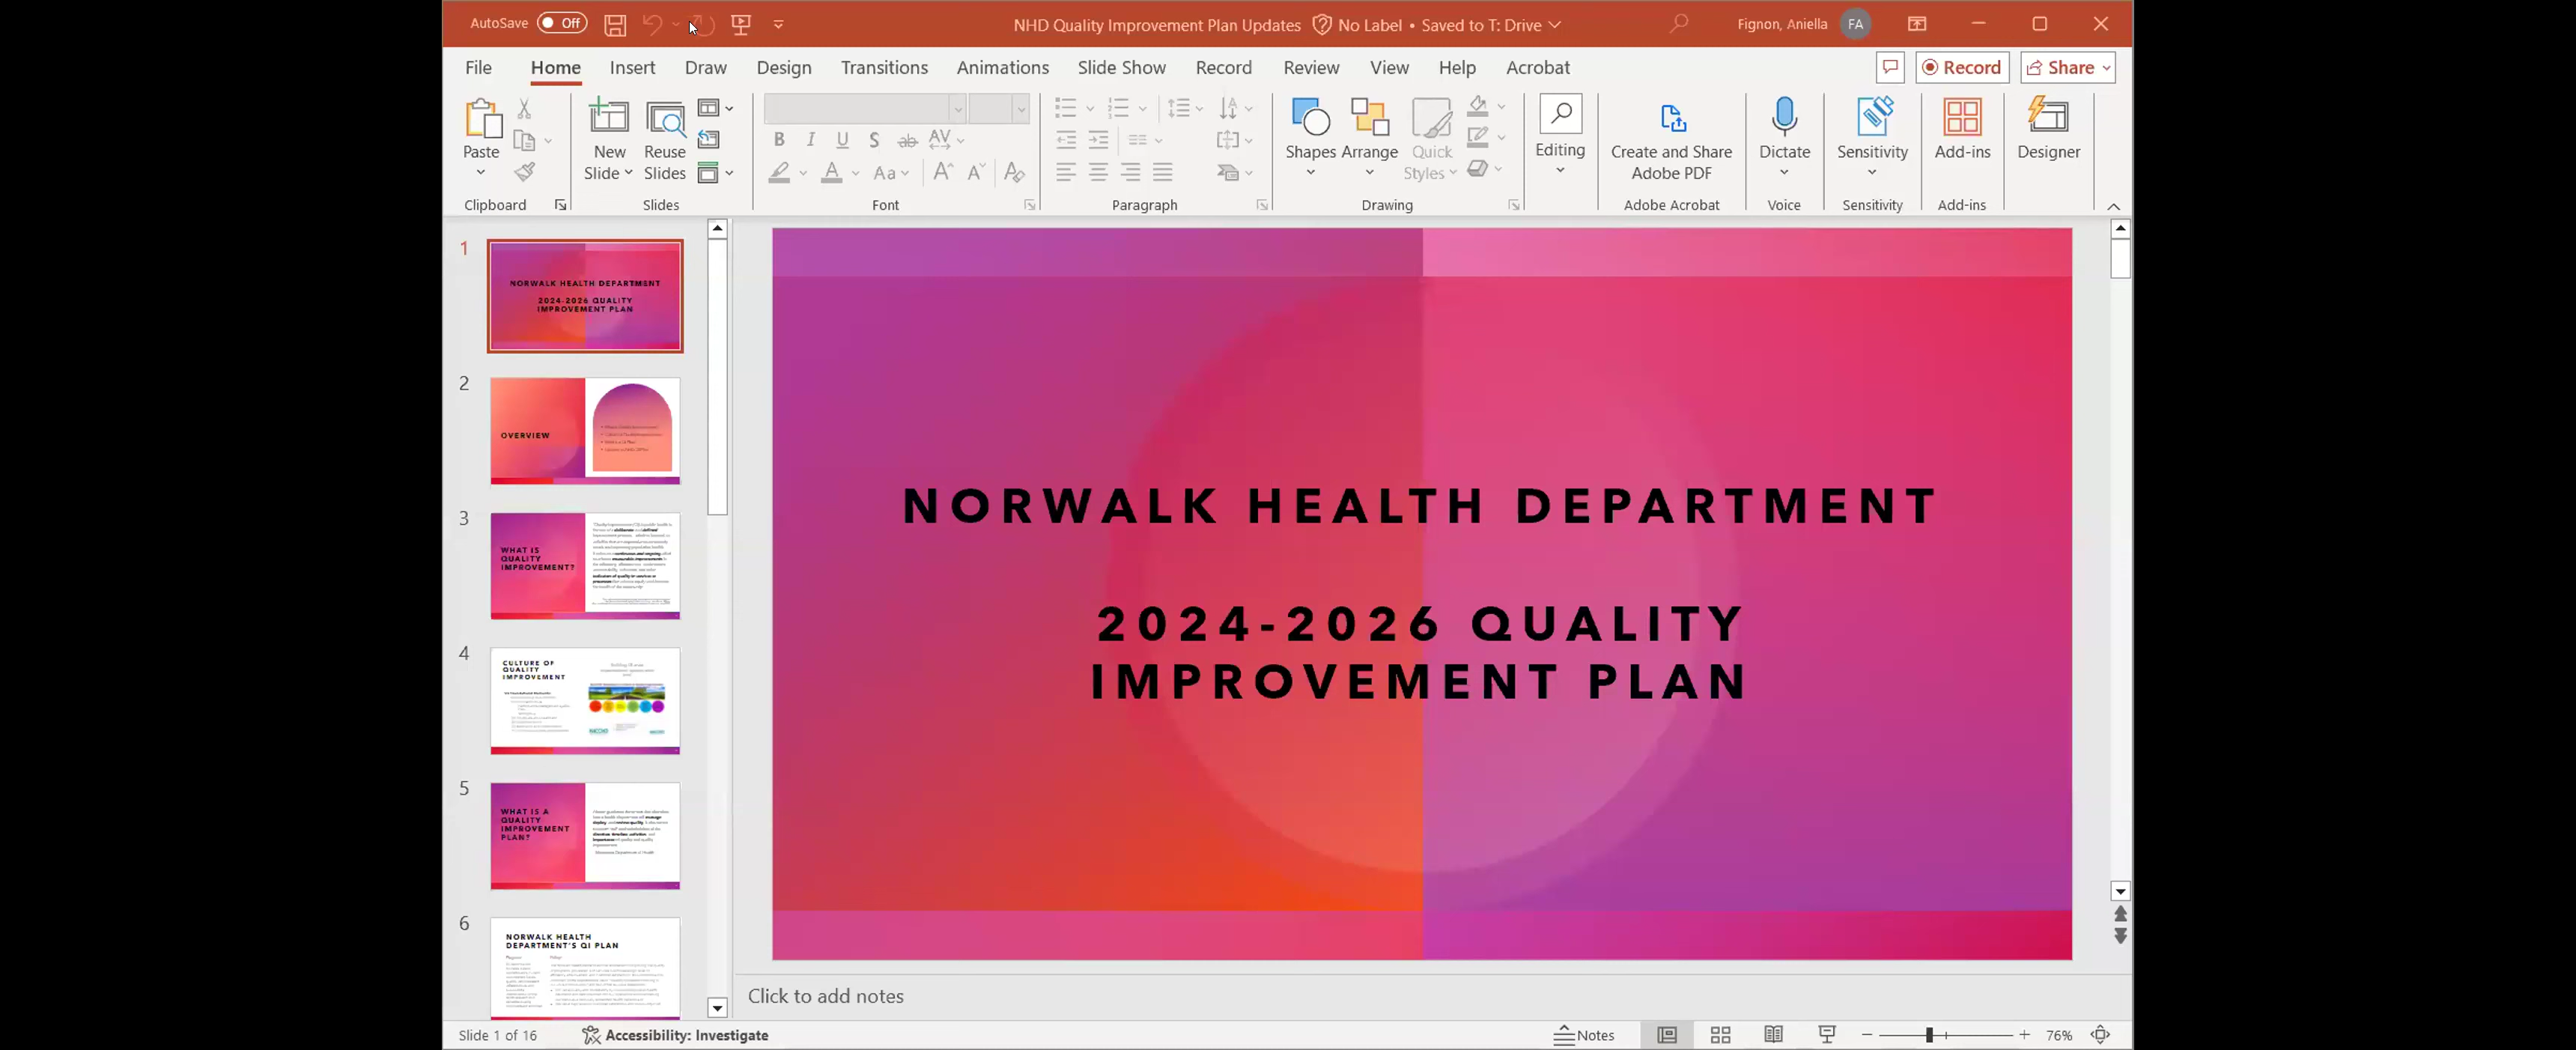 AutoSave Off
NHD Quality Improvement Plan Updates No Label • Saved to T: Drive
Fignon, Aniella FA
File Home Insert Draw Design Transitions Animations Slide Show Record Review View Help Acrobat
Record Share
Paste
New Slide
Reuse Slides
B I U S ab AV
Aa A A
Shapes Arrange Quick Styles
Editing
Create and Share Adobe PDF
Dictate
Sensitivity
Add-ins
Designer
Clipboard Slides Font Paragraph Drawing Adobe Acrobat Voice Sensitivity Add-ins
1
NORWALK HEALTH DEPARTMENT
2024-2026 QUALITY
IMPROVEMENT PLAN
2
OVERVIEW
3
WHAT IS
QUALITY
IMPROVEMENT?
4
CULTURE OF
QUALITY
IMPROVEMENT
5
WHAT IS A
QUALITY
IMPROVEMENT
PLAN?
6
NORWALK HEALTH
DEPARTMENT'S QI PLAN
NORWALK HEALTH DEPARTMENT
2024-2026 QUALITY
IMPROVEMENT PLAN
Click to add notes
Slide 1 of 16 Accessibility: Investigate Notes 76%